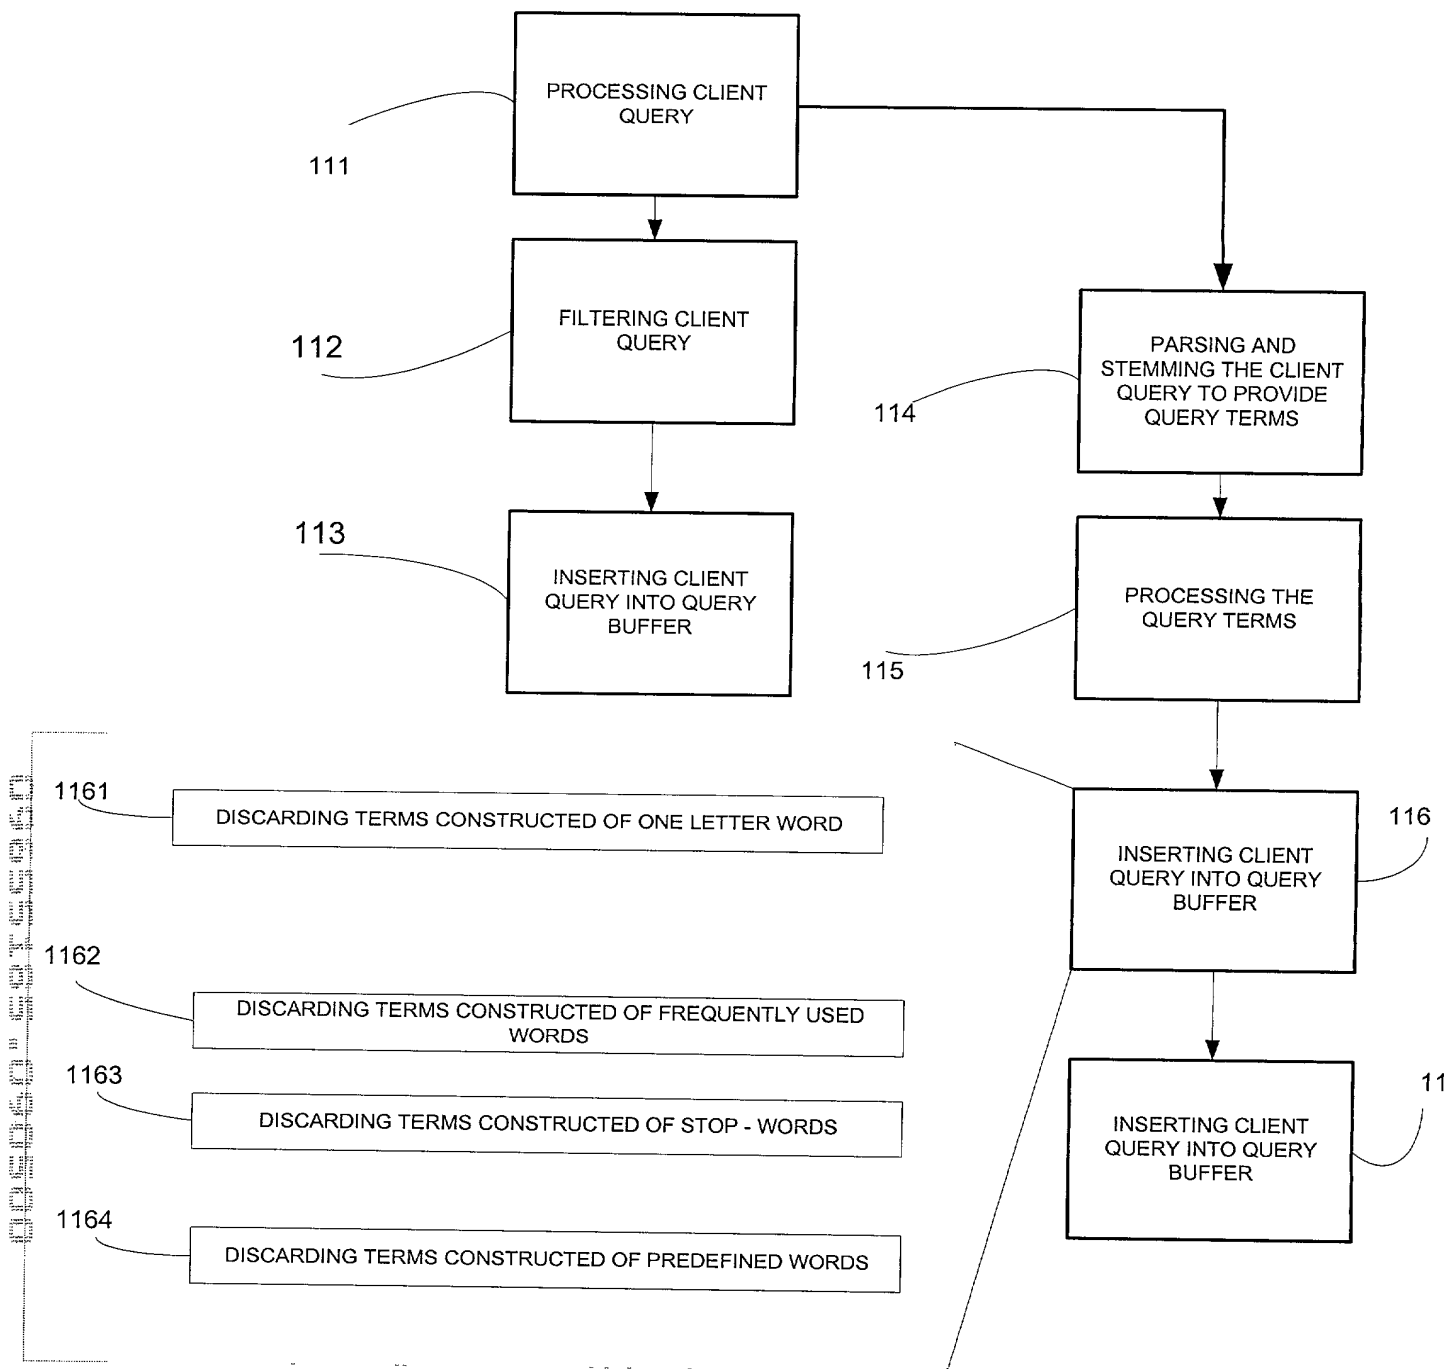 PROCESSING CLIENT
QUERY
111
FILTERING CLIENT
QUERY
112
PARSING AND
STEMMING THE CLIENT
QUERY TO PROVIDE
QUERY TERMS
114
113
INSERTING CLIENT
QUERY INTO QUERY
BUFFER
PROCESSING THE
QUERY TERMS
115
1161
DISCARDING TERMS CONSTRUCTED OF ONE LETTER WORD
116
INSERTING CLIENT
QUERY INTO QUERY
BUFFER
1162
DISCARDING TERMS CONSTRUCTED OF FREQUENTLY USED
WORDS
1163
DISCARDING TERMS CONSTRUCTED OF STOP - WORDS
11
INSERTING CLIENT
QUERY INTO QUERY
BUFFER
1164
DISCARDING TERMS CONSTRUCTED OF PREDEFINED WORDS